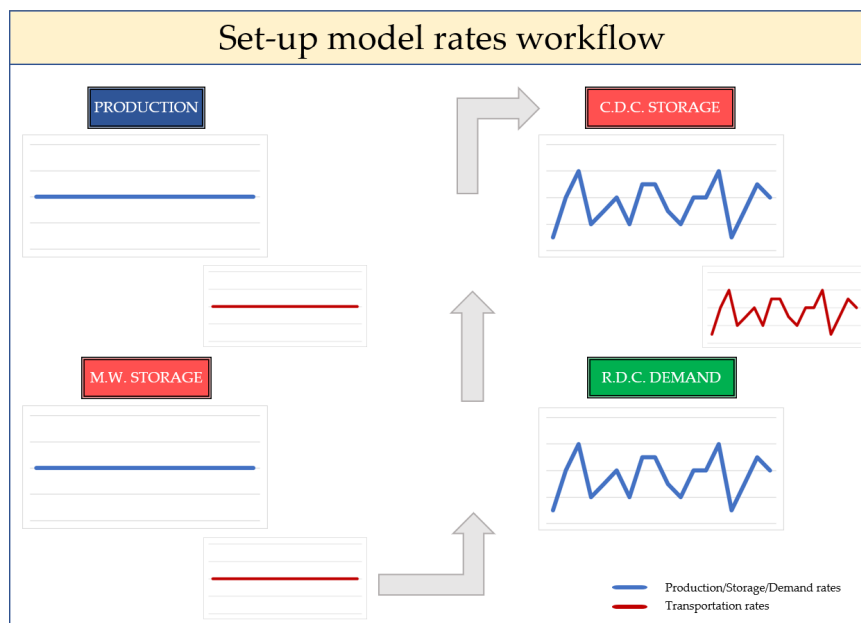 Set-up model rates workflow
PRODUCTION
C.D.C. STORAGE
M.W. STORAGE
R.D.C. DEMAND
Production/Storage/Demand rates
Transportation rates